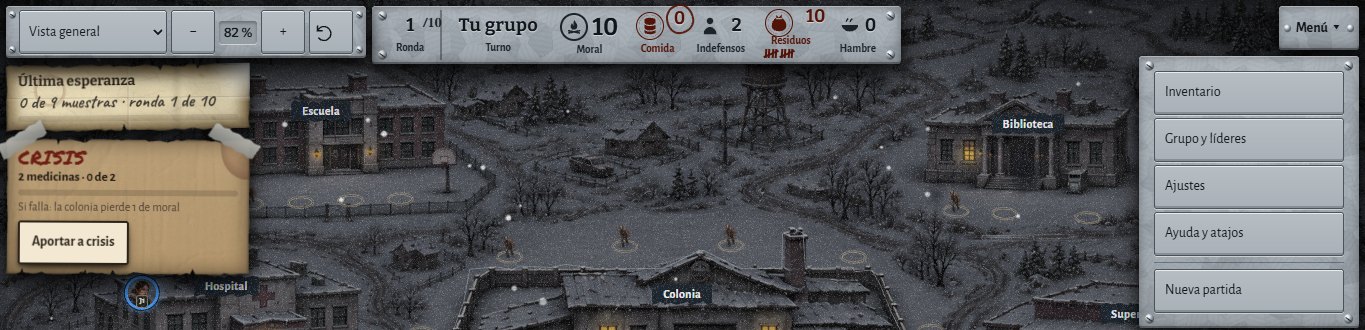 Vista general
−
82 %
+
1 /10
Ronda
Tu grupo
Turno
10
Moral
0
Comida
2
Indefensos
10
Residuos
0
Hambre
Menú
Última esperanza
0 de 9 muestras · ronda 1 de 10
CRISIS
2 medicinas · 0 de 2
Si falla: la colonia pierde 1 de moral
Aportar a crisis
Escuela
Biblioteca
Hospital
Colonia
Super
Inventario
Grupo y líderes
Ajustes
Ayuda y atajos
Nueva partida